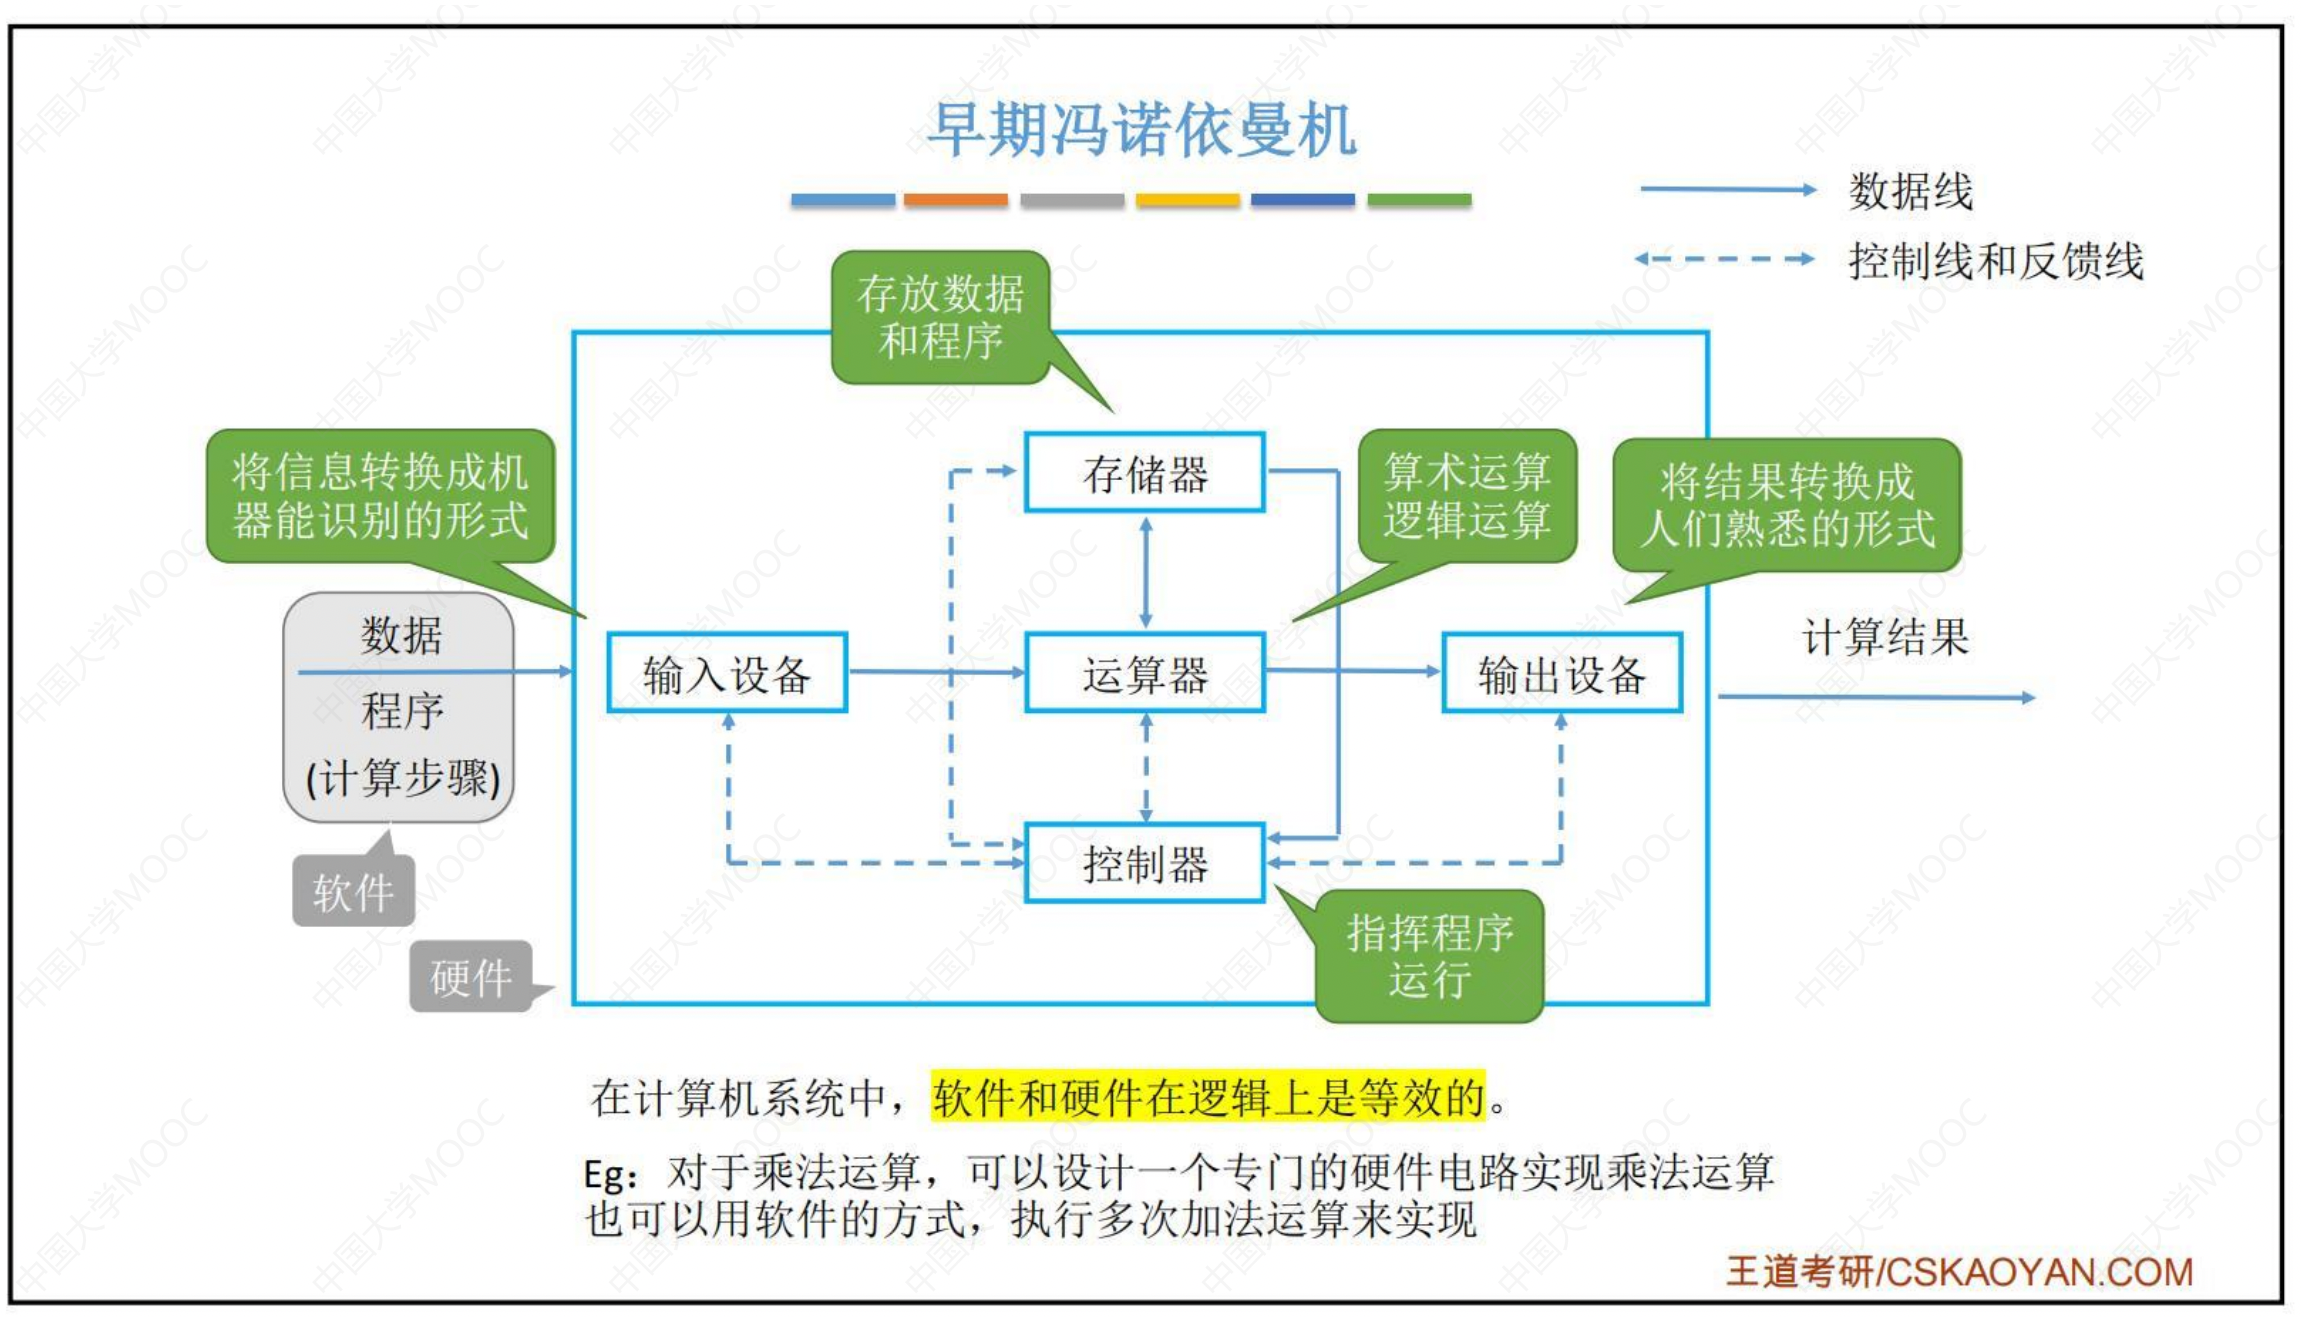 早期冯诺依曼机
数据线
控制线和反馈线
存放数据
和程序
将信息转换成机
器能识别的形式
存储器
算术运算
逻辑运算
将结果转换成
人们熟悉的形式
数据
程序
(计算步骤)
输入设备
运算器
输出设备
计算结果
控制器
软件
硬件
指挥程序
运行
在计算机系统中，软件和硬件在逻辑上是等效的。
Eg：对于乘法运算，可以设计一个专门的硬件电路实现乘法运算
也可以用软件的方式，执行多次加法运算来实现
王道考研/CSKAOYAN.COM
中国大学MOOC